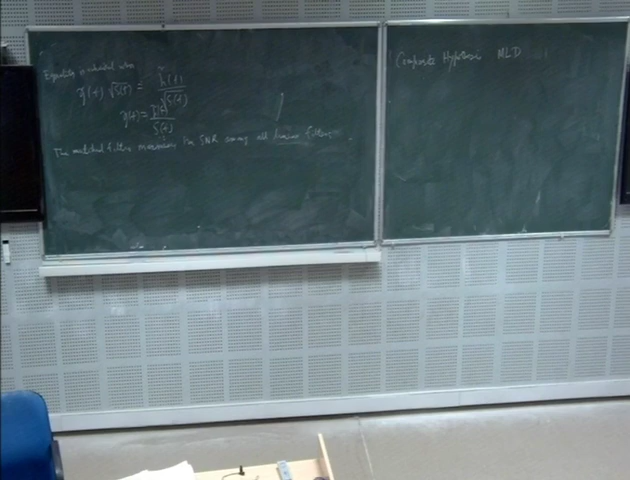 Equality is attained when
q̃(f) √S(f) = h̃(f) / √S(f)
q̃(f) = h̃(f) / S(f)
The matched filter maximizes the SNR among all linear filters.
Composite Hypothesis MLD